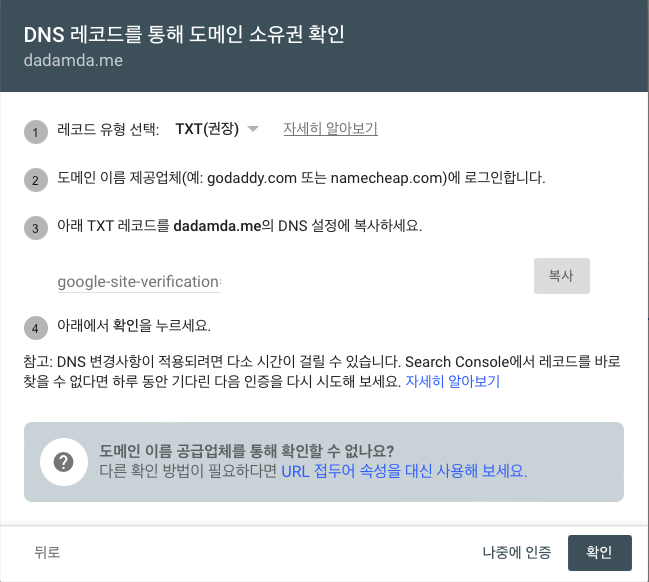 DNS 레코드를 통해 도메인 소유권 확인
dadamda.me
1 레코드 유형 선택: TXT(권장) 자세히 알아보기
2 도메인 이름 제공업체(예: godaddy.com 또는 namecheap.com)에 로그인합니다.
3 아래 TXT 레코드를 dadamda.me의 DNS 설정에 복사하세요.
google-site-verification= 복사
4 아래에서 확인을 누르세요.
참고: DNS 변경사항이 적용되려면 다소 시간이 걸릴 수 있습니다. Search Console에서 레코드를 바로
찾을 수 없다면 하루 동안 기다린 다음 인증을 다시 시도해 보세요. 자세히 알아보기
? 도메인 이름 공급업체를 통해 확인할 수 없나요?
다른 확인 방법이 필요하다면 URL 접두어 속성을 대신 사용해 보세요.
뒤로 나중에 인증 확인